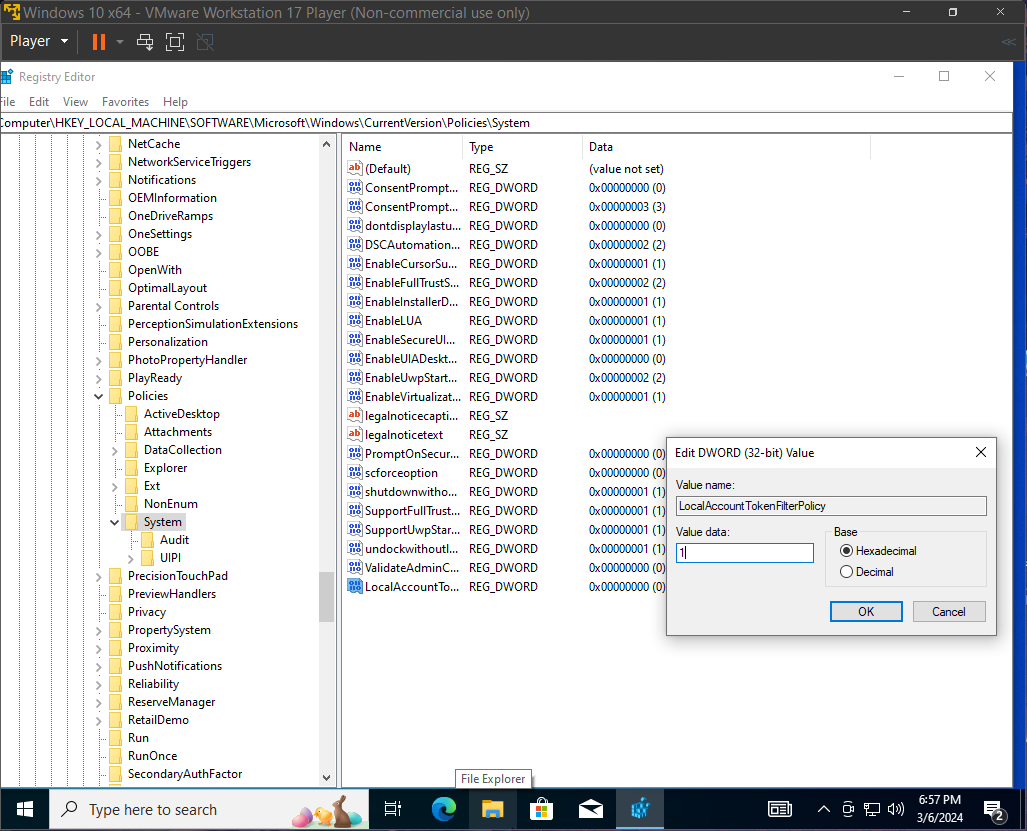 Windows 10 x64 - VMware Workstation 17 Player (Non-commercial use only)
Player
Registry Editor
File Edit View Favorites Help
Computer\HKEY_LOCAL_MACHINE\SOFTWARE\Microsoft\Windows\CurrentVersion\Policies\System
NetCache
NetworkServiceTriggers
Notifications
OEMInformation
OneDriveRamps
OneSettings
OOBE
OpenWith
OptimalLayout
Parental Controls
PerceptionSimulationExtensions
Personalization
PhotoPropertyHandler
PlayReady
Policies
ActiveDesktop
Attachments
DataCollection
Explorer
Ext
NonEnum
System
Audit
UIPI
PrecisionTouchPad
PreviewHandlers
Privacy
PropertySystem
Proximity
PushNotifications
Reliability
ReserveManager
RetailDemo
Run
RunOnce
SecondaryAuthFactor
Name Type Data
(Default) REG_SZ (value not set)
ConsentPrompt... REG_DWORD 0x00000000 (0)
ConsentPrompt... REG_DWORD 0x00000003 (3)
dontdisplaylastu... REG_DWORD 0x00000000 (0)
DSCAutomation... REG_DWORD 0x00000002 (2)
EnableCursorSu... REG_DWORD 0x00000001 (1)
EnableFullTrustS... REG_DWORD 0x00000002 (2)
EnableInstallerD... REG_DWORD 0x00000001 (1)
EnableLUA REG_DWORD 0x00000001 (1)
EnableSecureUI... REG_DWORD 0x00000001 (1)
EnableUIADeskt... REG_DWORD 0x00000000 (0)
EnableUwpStart... REG_DWORD 0x00000002 (2)
EnableVirtualizat... REG_DWORD 0x00000001 (1)
legalnoticecapti... REG_SZ
legalnoticetext REG_SZ
PromptOnSecur... REG_DWORD 0x00000000 (0)
scforceoption REG_DWORD 0x00000000 (0)
shutdownwitho... REG_DWORD 0x00000001 (1)
SupportFullTrust... REG_DWORD 0x00000001 (1)
SupportUwpStar... REG_DWORD 0x00000001 (1)
undockwithoutl... REG_DWORD 0x00000001 (1)
ValidateAdminC... REG_DWORD 0x00000000 (0)
LocalAccountTo... REG_DWORD 0x00000000 (0)
Edit DWORD (32-bit) Value
Value name:
LocalAccountTokenFilterPolicy
Value data:
1
Base
Hexadecimal
Decimal
OK Cancel
File Explorer
Type here to search
6:57 PM
3/6/2024
2